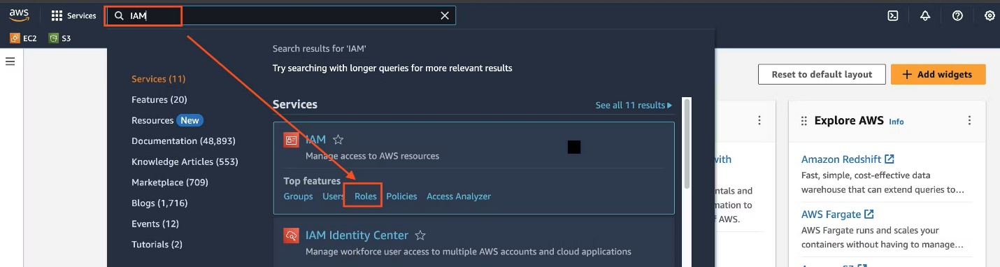 aws
Services
IAM
EC2
S3
Search results for 'IAM'
Try searching with longer queries for more relevant results
Services (11)
Features (20)
Resources New
Documentation (48,893)
Knowledge Articles (553)
Marketplace (709)
Blogs (1,716)
Events (12)
Tutorials (2)
Services
See all 11 results
IAM
Manage access to AWS resources
Top features
Groups Users Roles Policies Access Analyzer
IAM Identity Center
Manage workforce user access to multiple AWS accounts and cloud applications
Reset to default layout
+ Add widgets
with
ntals and
mation to
AWS.
Explore AWS Info
Amazon Redshift
Fast, simple, cost-effective data
warehouse that can extend queries to...
AWS Fargate
AWS Fargate runs and scales your
containers without having to manage...